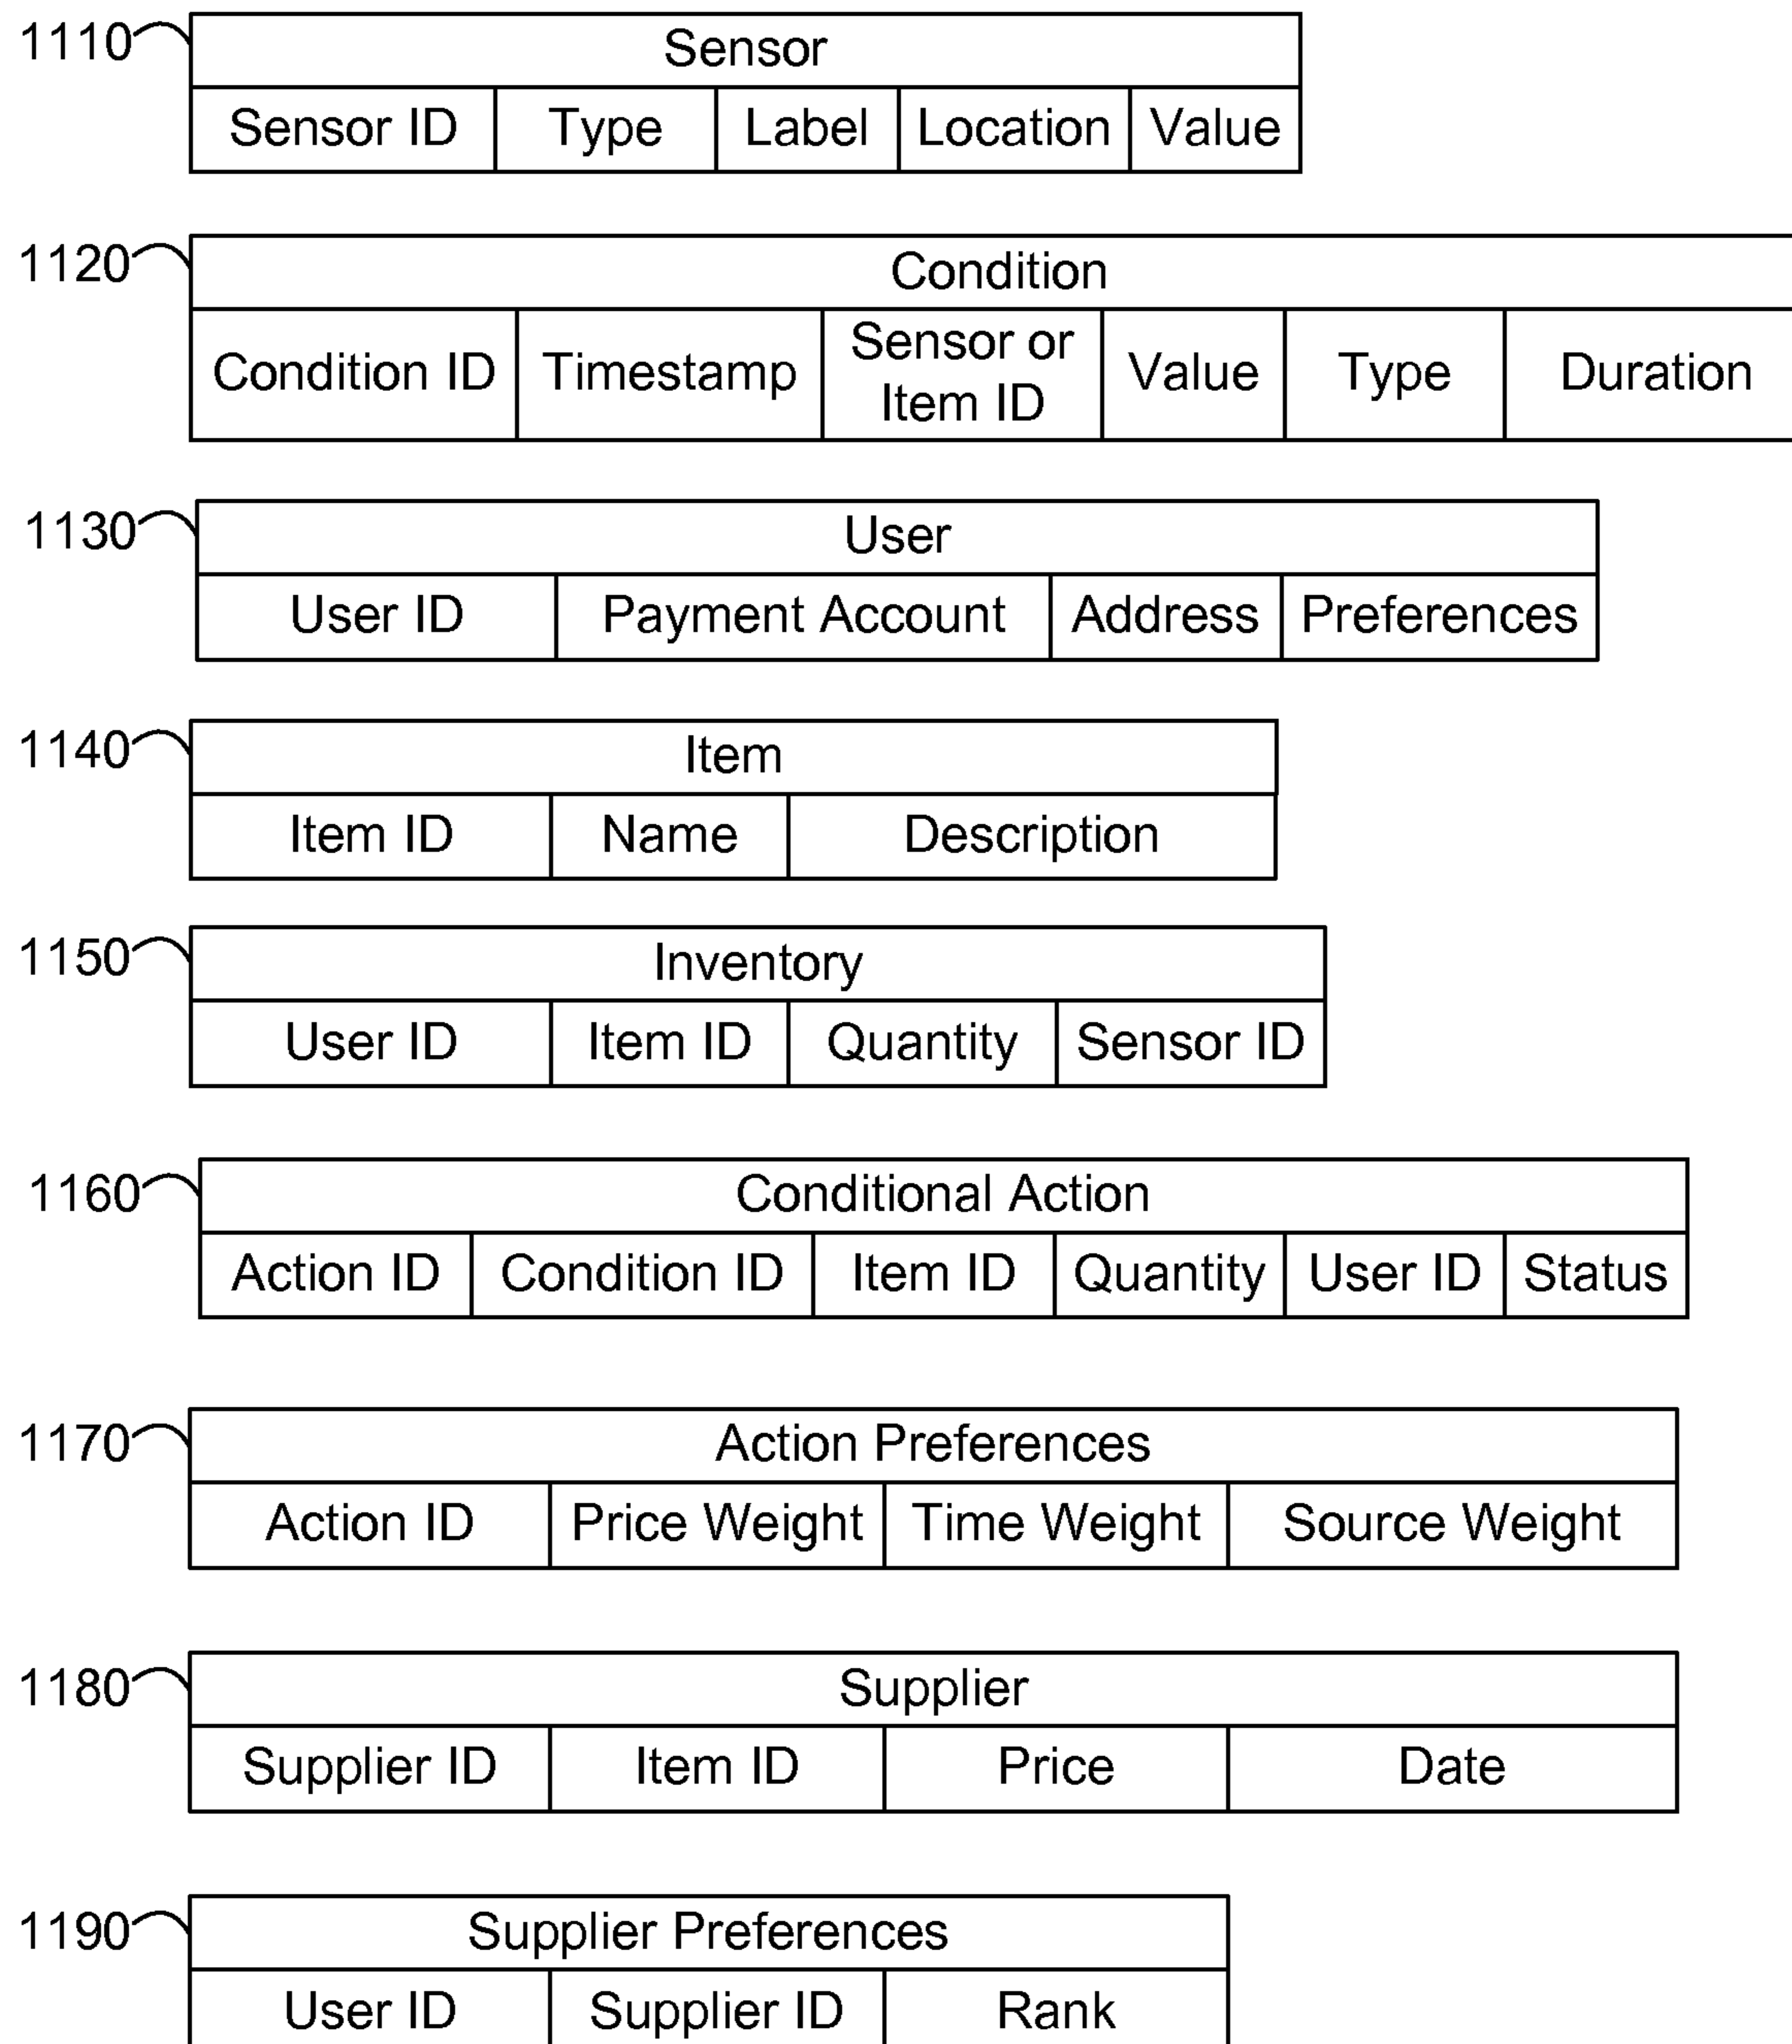 1110
Sensor
Sensor ID Type Label Location Value
1120
Condition
Condition ID Timestamp Sensor or Item ID Value Type Duration
1130
User
User ID Payment Account Address Preferences
1140
Item
Item ID Name Description
1150
Inventory
User ID Item ID Quantity Sensor ID
1160
Conditional Action
Action ID Condition ID Item ID Quantity User ID Status
1170
Action Preferences
Action ID Price Weight Time Weight Source Weight
1180
Supplier
Supplier ID Item ID Price Date
1190
Supplier Preferences
User ID Supplier ID Rank